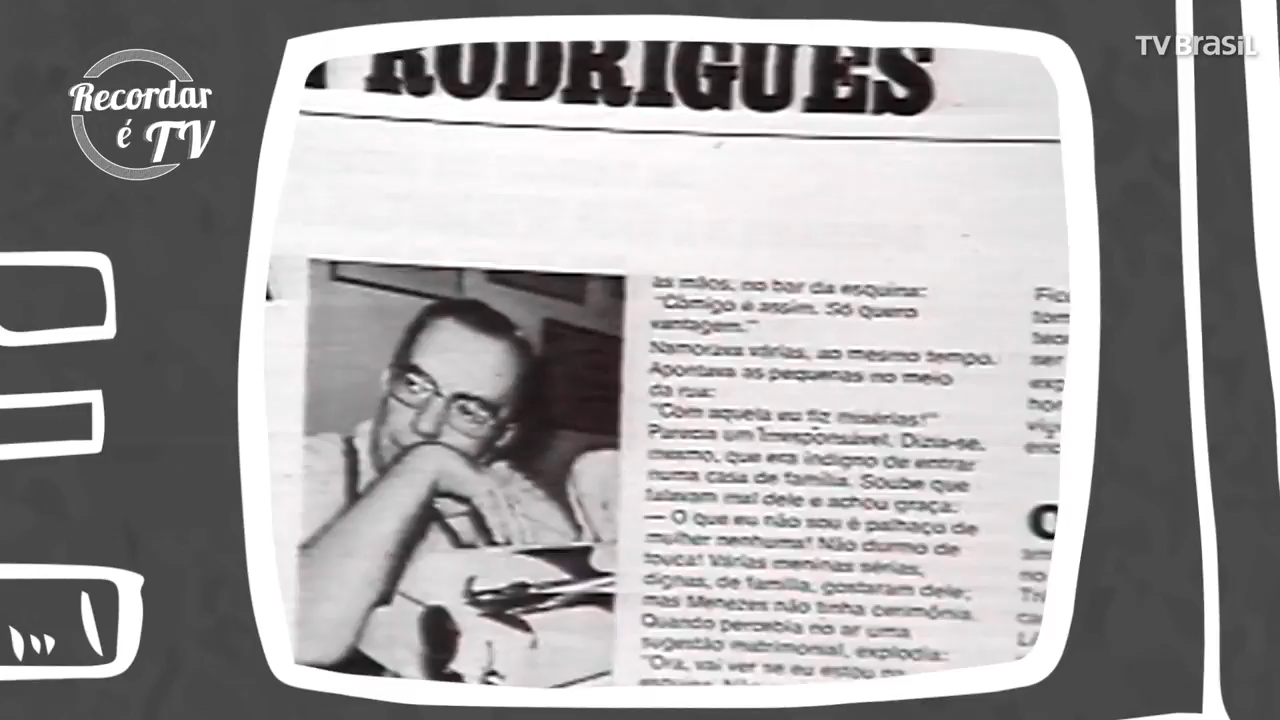 Recordar
é TV
TV BRASIL
RODRIGUES
as mãos, no bar da esquina:
"Comigo é assim. Só quero
vantagem."
Namorava várias, ao mesmo tempo.
Apontava as pequenas no meio
da rua:
"Com aquela eu fiz misérias!"
Parecia um irresponsável. Dizia-se,
mesmo, que era indigno de entrar
numa casa de família. Soube que
falavam mal dele e achou graça:
— O que eu não sou é palhaço de
mulher nenhuma! Não durmo de
touca! Várias meninas sérias,
dignas, de família, gostaram dele;
mas Menezes não tinha cerimônia.
Quando percebia no ar uma
sugestão matrimonial, explodia:
"Ora, vai ver se eu estou na